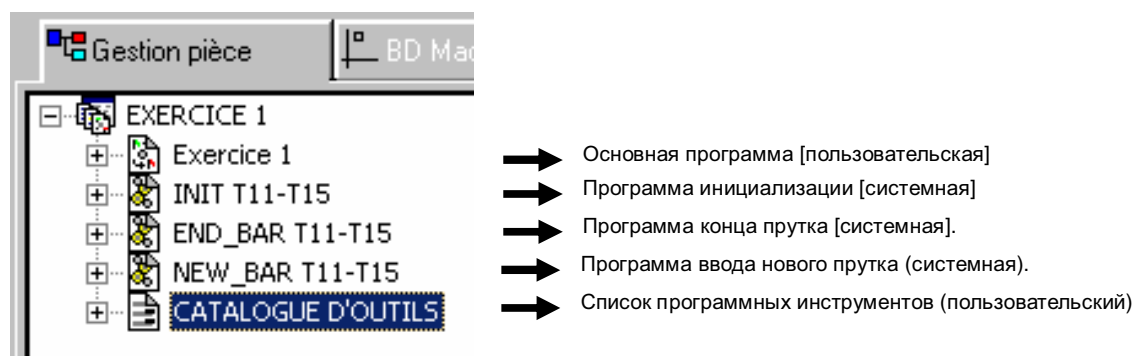 Gestion pièce BD Mac
EXERCICE 1
Exercice 1 Основная программа [пользовательская]
INIT T11-T15 Программа инициализации [системная]
END_BAR T11-T15 Программа конца прутка [системная].
NEW_BAR T11-T15 Программа ввода нового прутка (системная).
CATALOGUE D'OUTILS Список программных инструментов (пользовательский)